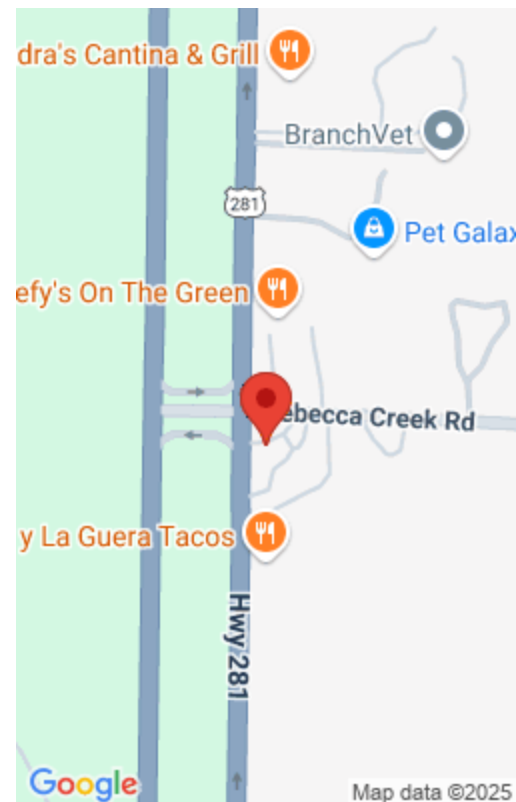 dra's Cantina & Grill
BranchVet
281
Pet Galax
efy's On The Green
ebecca Creek Rd
y La Guera Tacos
Hwy 281
Google
Map data ©2025